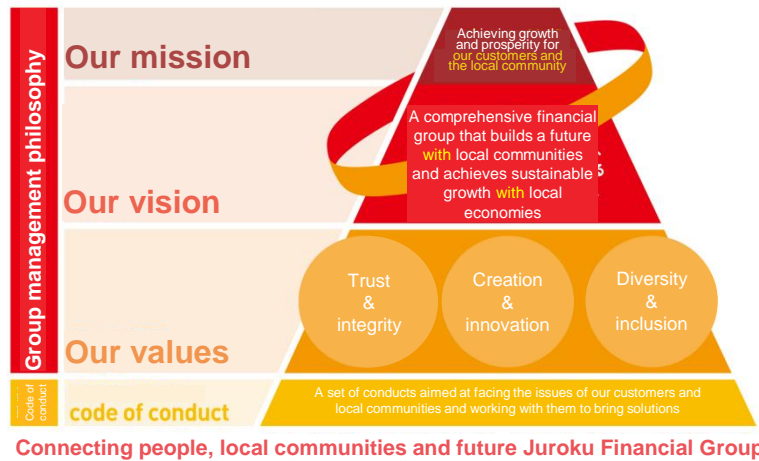 Group management philosophy
Our mission
Achieving growth
and prosperity for
our customers and
the local community
Our vision
A comprehensive financial
group that builds a future
with local communities
and achieves sustainable
growth with local
economies
Our values
Trust
&
integrity
Creation
&
innovation
Diversity
&
inclusion
Code of
conduct
code of conduct
A set of conducts aimed at facing the issues of our customers and
local communities and working with them to bring solutions
Connecting people, local communities and future Juroku Financial Group